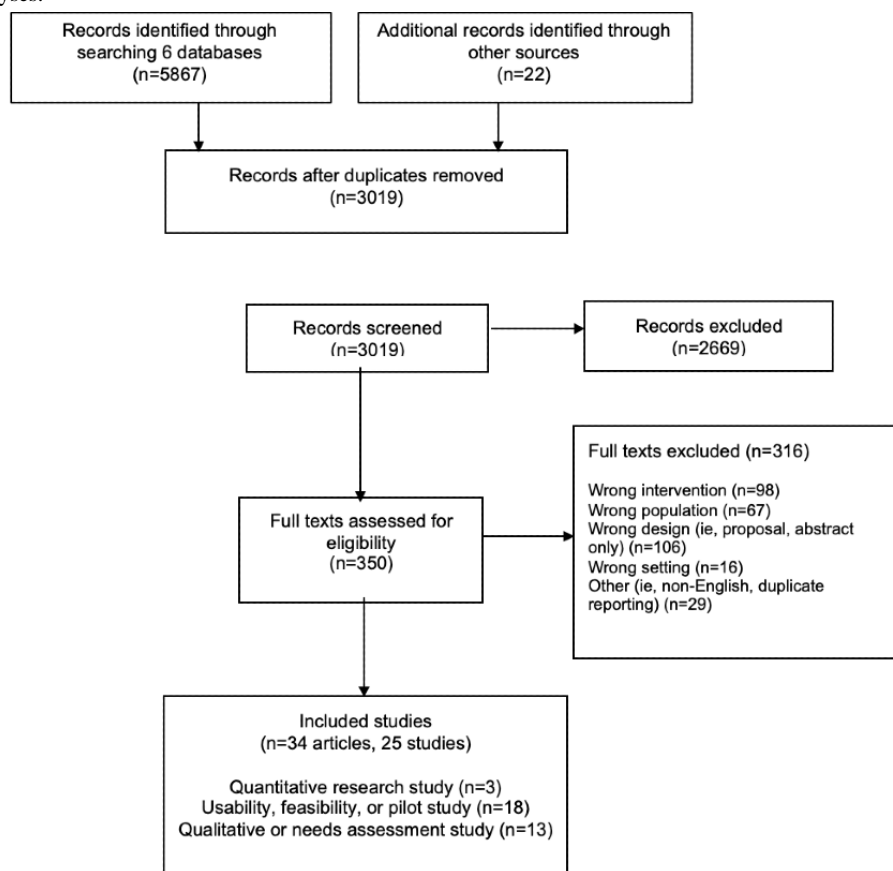 yses.
Records identified through
searching 6 databases
(n=5867)
Additional records identified through
other sources
(n=22)
Records after duplicates removed
(n=3019)
Records screened
(n=3019)
Records excluded
(n=2669)
Full texts assessed for
eligibility
(n=350)
Full texts excluded (n=316)
Wrong intervention (n=98)
Wrong population (n=67)
Wrong design (ie, proposal, abstract
only) (n=106)
Wrong setting (n=16)
Other (ie, non-English, duplicate
reporting) (n=29)
Included studies
(n=34 articles, 25 studies)
Quantitative research study (n=3)
Usability, feasibility, or pilot study (n=18)
Qualitative or needs assessment study (n=13)